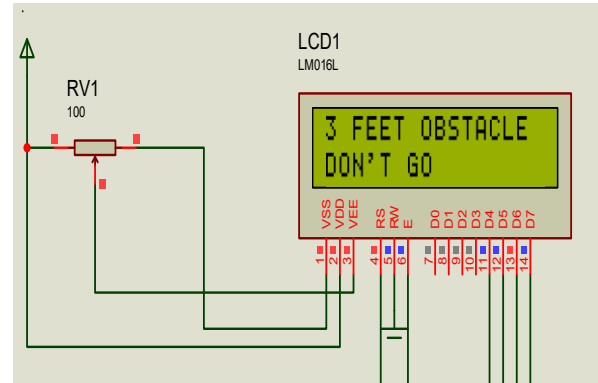 LCD1
LM016L
RV1
100
3 FEET OBSTACLE
DON'T GO
VSS
VDD
VEE
RS
RW
E
D0
D1
D2
D3
D4
D5
D6
D7
1
2
3
4
5
6
7
8
9
10
11
12
13
14